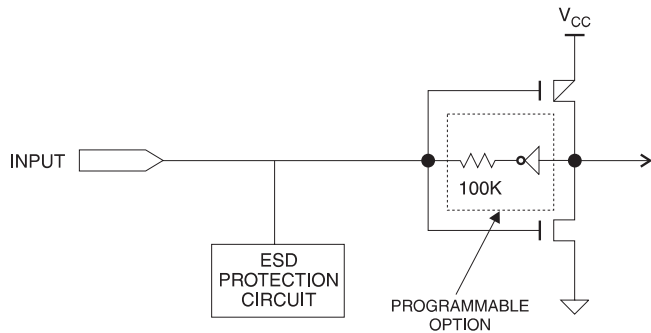 VCC
INPUT
100K
ESD
PROTECTION
CIRCUIT
PROGRAMMABLE
OPTION